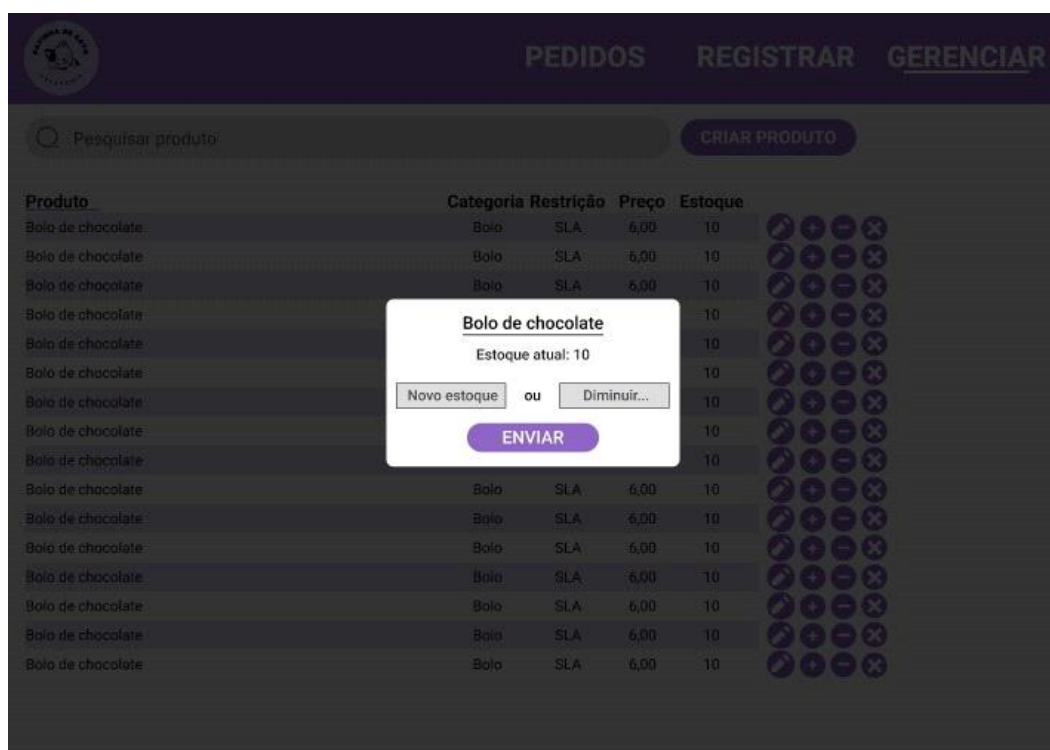 PEDIDOS REGISTRAR GERENCIAR
Pesquisar produto
CRIAR PRODUTO
Produto Categoria Restrição Preço Estoque
Bolo de chocolate Bolo SLA 6,00 10
Bolo de chocolate Bolo SLA 6,00 10
Bolo de chocolate Bolo SLA 6,00 10
Bolo de chocolate 10
Bolo de chocolate 10
Bolo de chocolate 10
Bolo de chocolate 10
Bolo de chocolate 10
Bolo de chocolate 10
Bolo de chocolate Bolo SLA 6,00 10
Bolo de chocolate Bolo SLA 6,00 10
Bolo de chocolate Bolo SLA 6,00 10
Bolo de chocolate Bolo SLA 6,00 10
Bolo de chocolate Bolo SLA 6,00 10
Bolo de chocolate Bolo SLA 6,00 10
Bolo de chocolate Bolo SLA 6,00 10
Bolo de chocolate
Estoque atual: 10
Novo estoque ou Diminuir...
ENVIAR